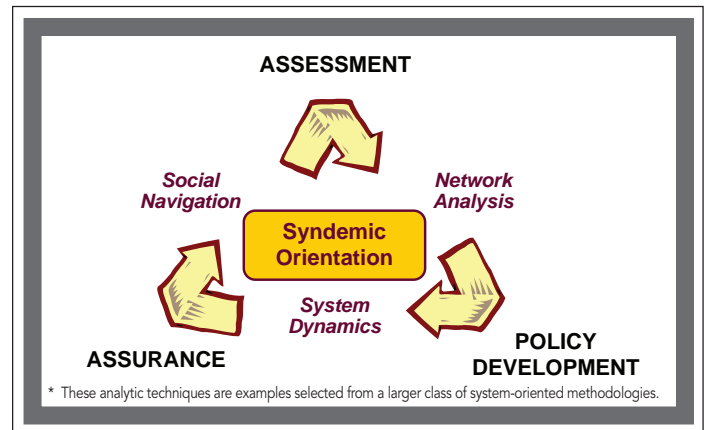 ASSESSMENT
Social
Navigation
Network
Analysis
Syndemic
Orientation
System
Dynamics
ASSURANCE
POLICY
DEVELOPMENT
* These analytic techniques are examples selected from a larger class of system-oriented methodologies.